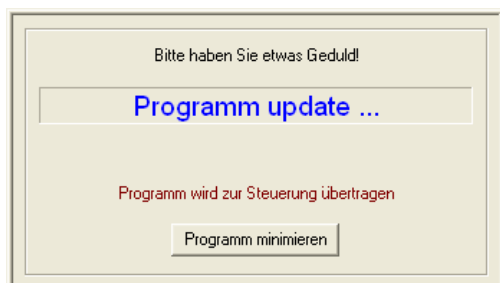 Bitte haben Sie etwas Geduld!
Programm update ...
Programm wird zur Steuerung übertragen
Programm minimieren